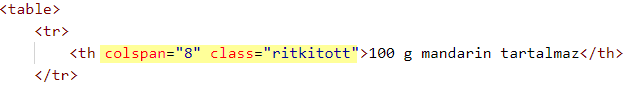 <table>
<tr>
<th colspan="8" class="ritkitott">100 g mandarin tartalmaz</th>
</tr>